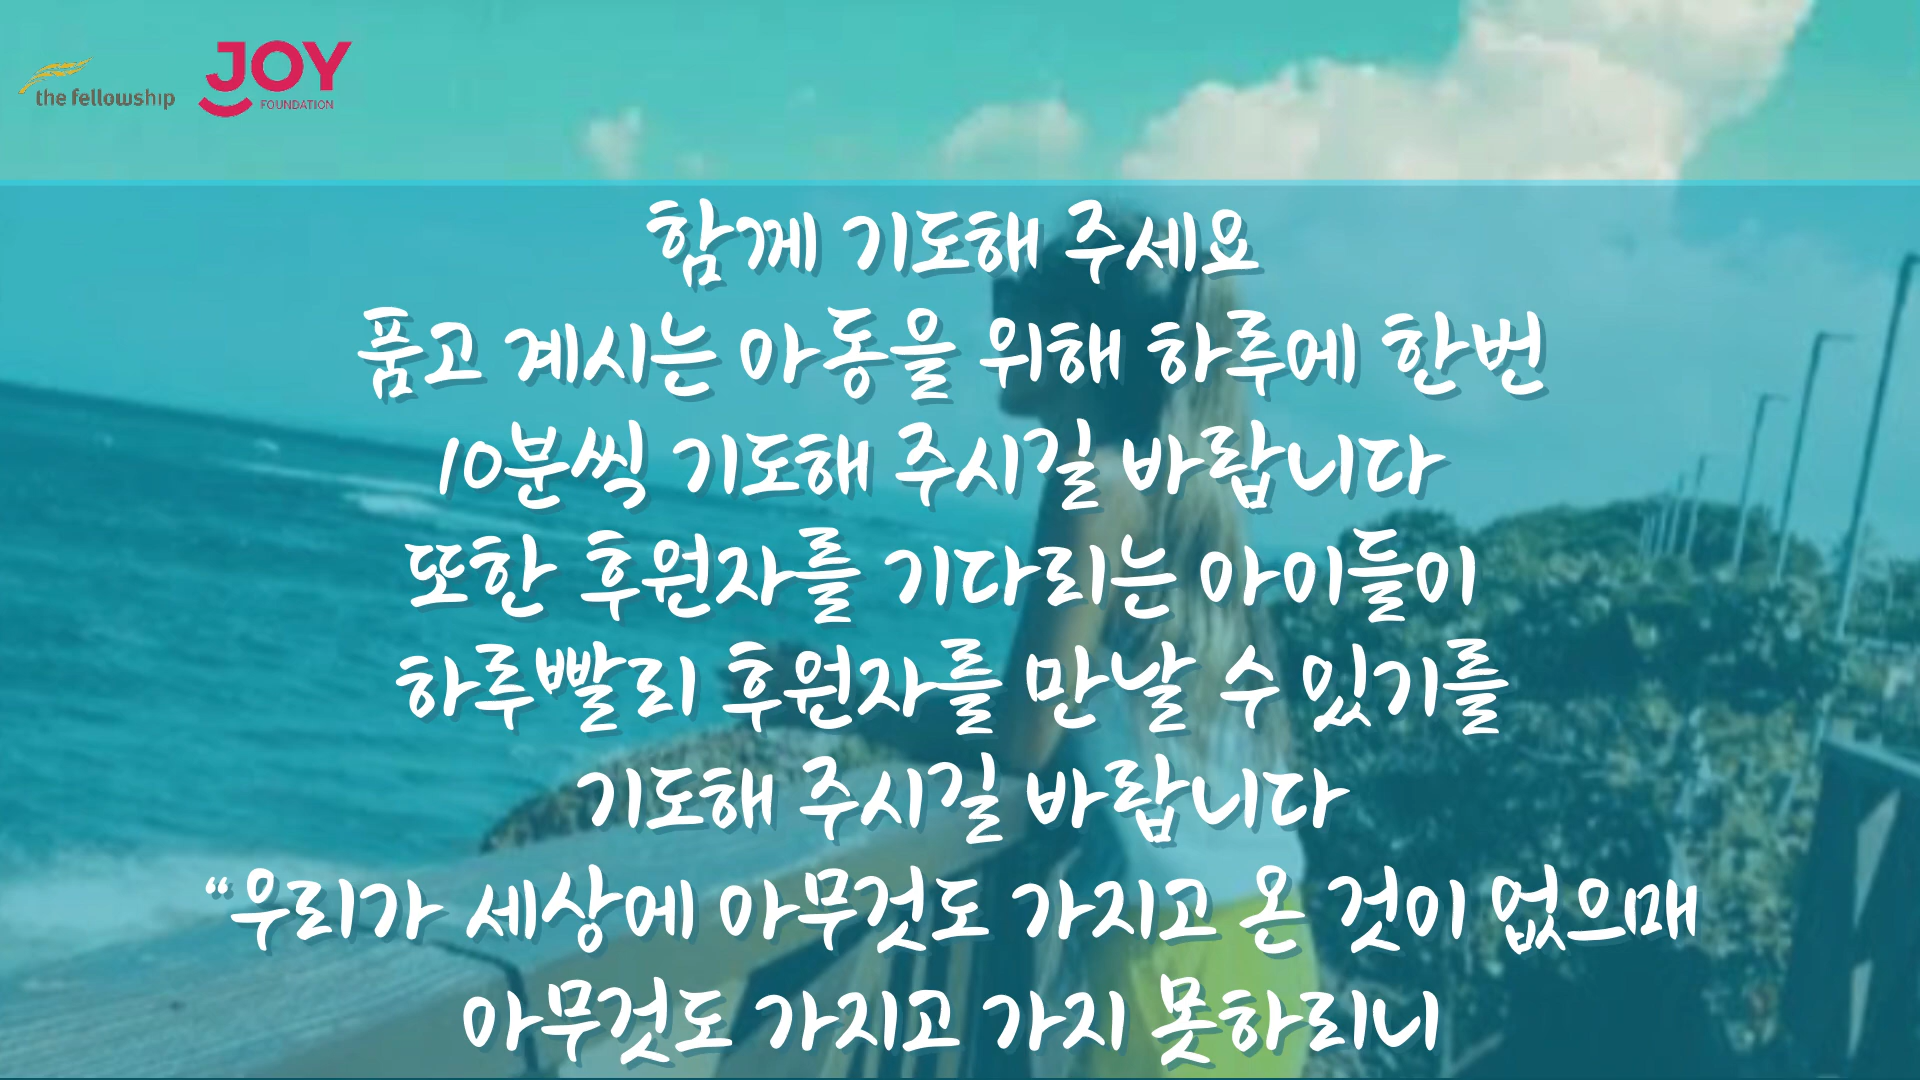 the fellowship
JOY
FOUNDATION
함께 기도해 주세요
품고 계시는 아동을 위해 하루에 한번
10분씩 기도해 주시길 바랍니다
또한 후원자를 기다리는 아이들이
하루빨리 후원자를 만날 수 있기를
기도해 주시길 바랍니다
“우리가 세상에 아무것도 가지고 온 것이 없으매
아무것도 가지고 가지 못하리니